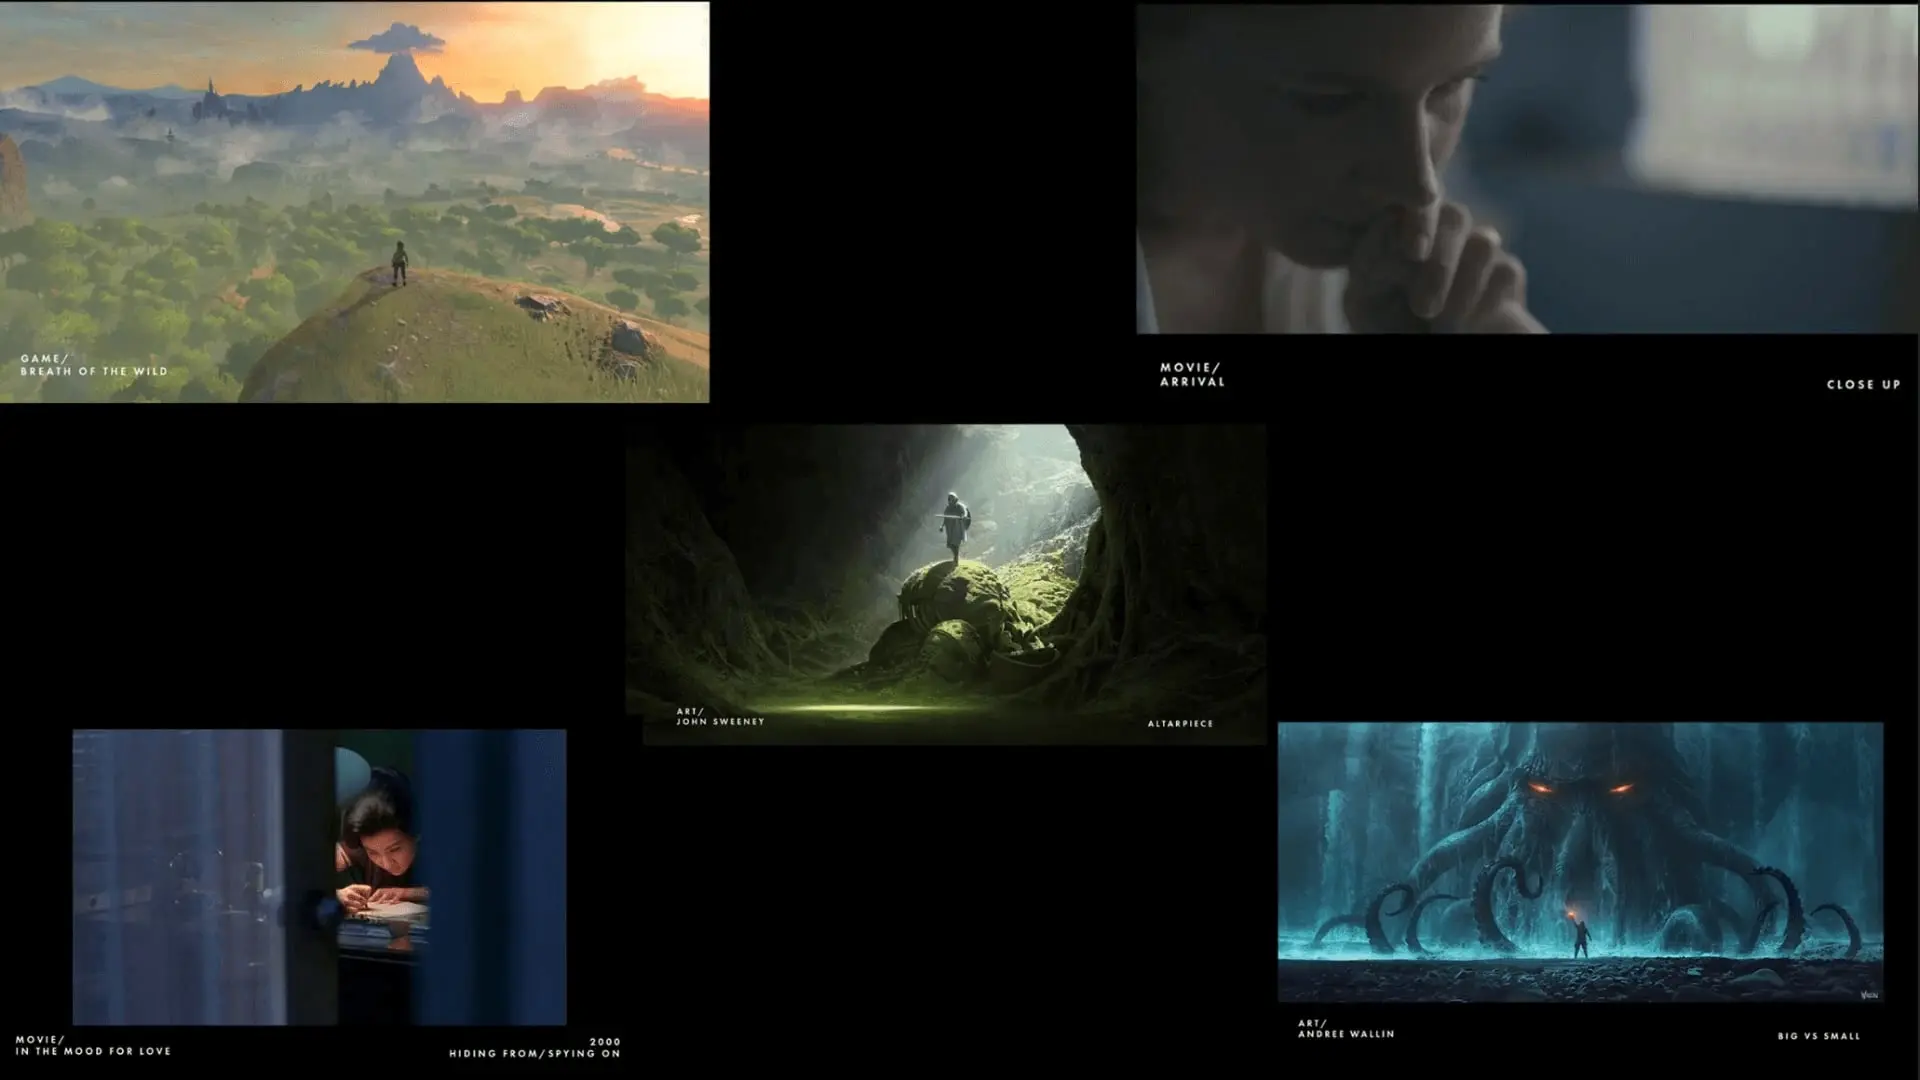 GAME/
BREATH OF THE WILD
MOVIE/
ARRIVAL
CLOSE UP
ART/
JOHN SWEENEY
ALTARPIECE
MOVIE/
IN THE MOOD FOR LOVE
2000
HIDING FROM/SPYING ON
ART/
ANDREE WALLIN
BIG VS SMALL